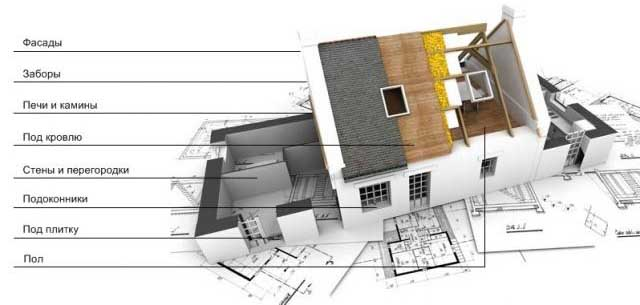 Фасады
Заборы
Печи и камины
Под кровлю
Стены и перегородки
Подоконники
Под плитку
Пол